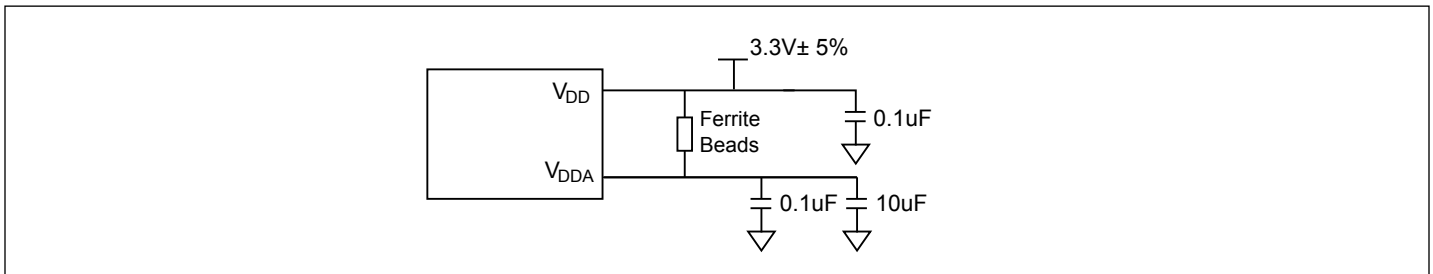 3.3V± 5%
VDD
0.1uF
Ferrite
Beads
VDDA
0.1uF
10uF